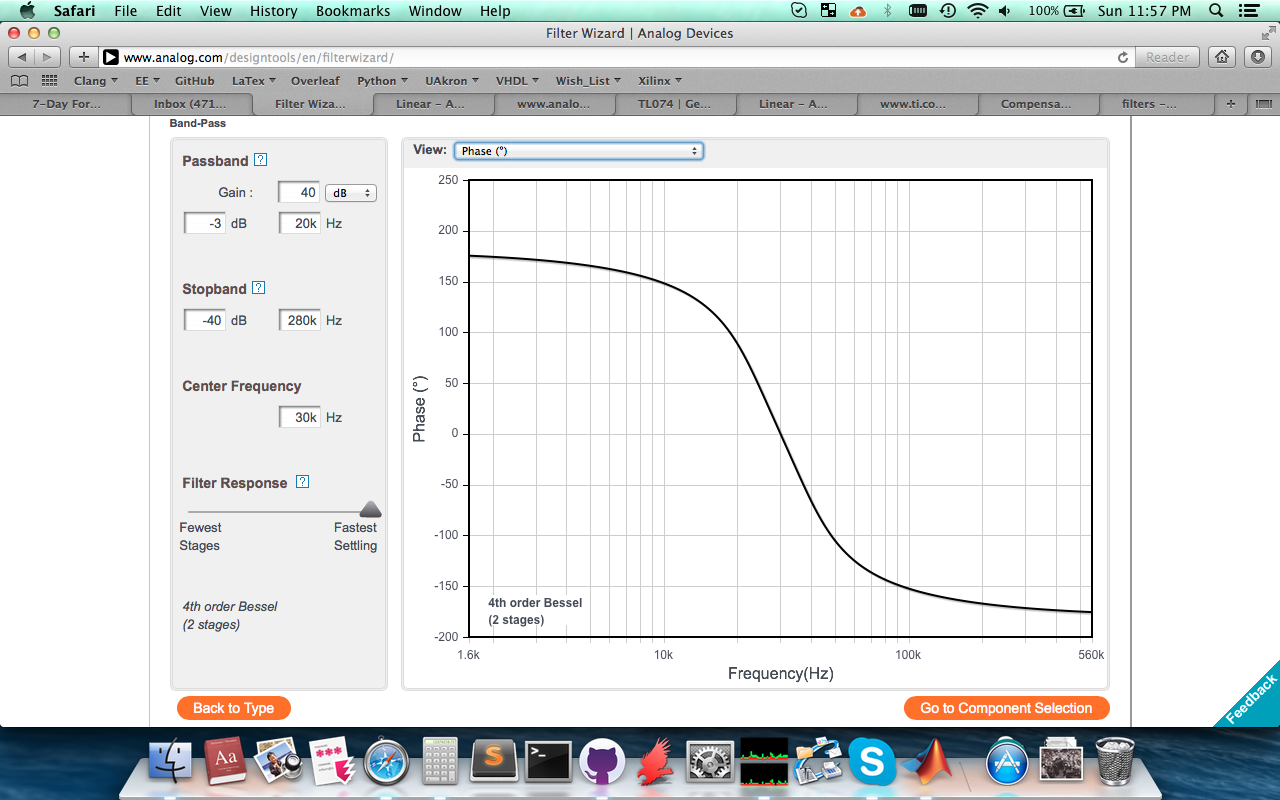 Safari File Edit View History Bookmarks Window Help 100% Sun 11:57 PM
Filter Wizard | Analog Devices
www.analog.com/designtools/en/filterwizard/ Reader
Clang EE GitHub LaTex Overleaf Python UAkron VHDL Wish_List Xilinx
7-Day For... Inbox (471... Filter Wiza... Linear – A... www.analo... TL074 | Ge... Linear – A... www.ti.co... Compensa... filters –...
Band-Pass
Passband ?
Gain : 40 dB
-3 dB 20k Hz
Stopband ?
-40 dB 280k Hz
Center Frequency
30k Hz
Filter Response ?
Fewest Stages
Fastest Settling
4th order Bessel
(2 stages)
View: Phase (°)
250
200
150
100
50
0
-50
-100
-150
-200
Phase (°)
4th order Bessel
(2 stages)
1.6k 10k 100k 560k
Frequency(Hz)
Back to Type Go to Component Selection
Feedback
Aa
S
S